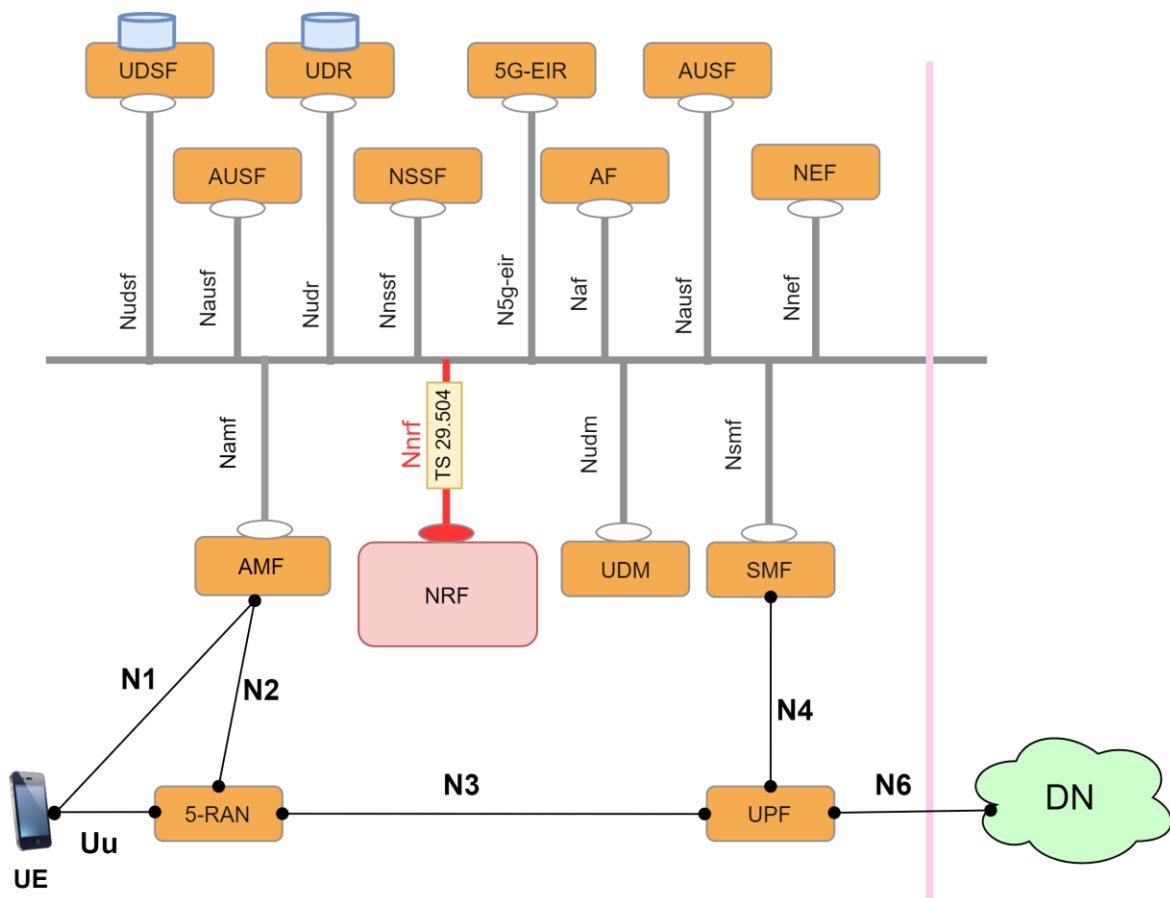 UDSF
UDR
5G-EIR
AUSF
AUSF
NSSF
AF
NEF
Nudsf
Nausf
Nudr
Nnssf
N5g-eir
Naf
Nausf
Nnef
Namf
Nnrf
TS 29.504
Nudm
Nsmf
AMF
NRF
UDM
SMF
N1
N2
N4
N3
N6
5-RAN
UPF
DN
Uu
UE